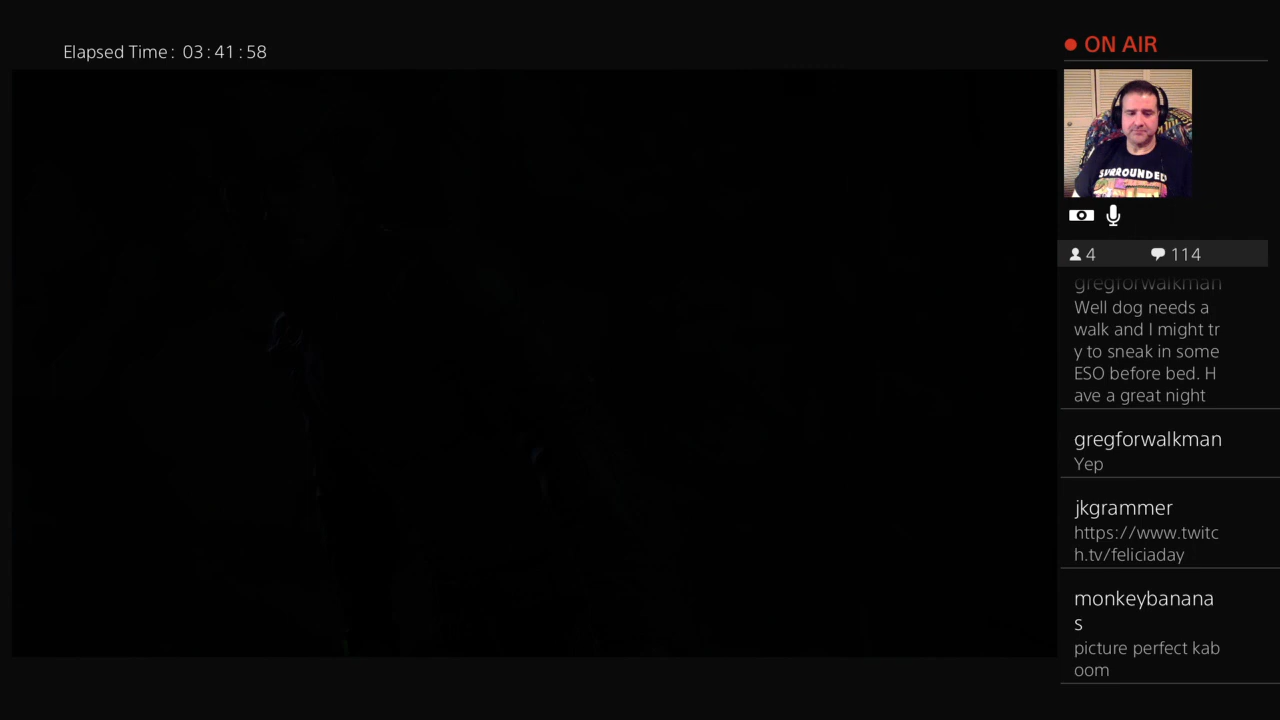 Elapsed Time: 03:41:58
ON AIR
SURROUNDED
4 114
gregforwalkman
Well dog needs a
walk and I might tr
y to sneak in some
ESO before bed. H
ave a great night
gregforwalkman
Yep
jkgrammer
https://www.twitc
h.tv/feliciaday
monkeybanana
s
picture perfect kab
oom